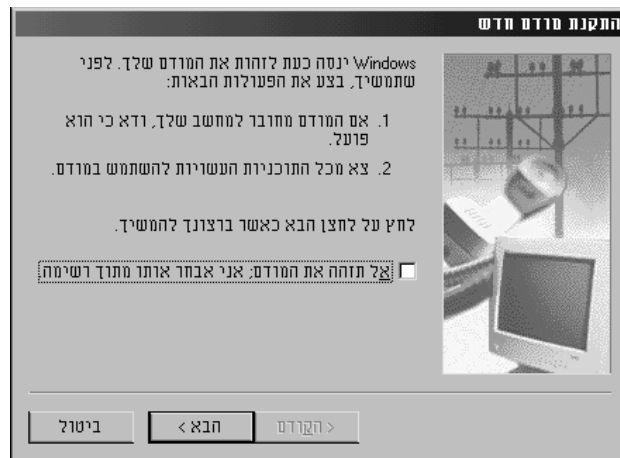 התקנת מודם חדש
Windows ינסה כעת לזהות את המודם שלך. לפני
שתמשיך, בצע את הפעולות הבאות:
1. אם המודם מחובר למחשב שלך, ודא כי הוא
פועל.
2. צא מכל התוכניות העשויות להשתמש במודם.
לחץ על לחצן הבא כאשר ברצונך להמשיך.
אל תזהה את המודם; אני אבחר אותו מתוך רשימה.
< הקודם
הבא >
ביטול